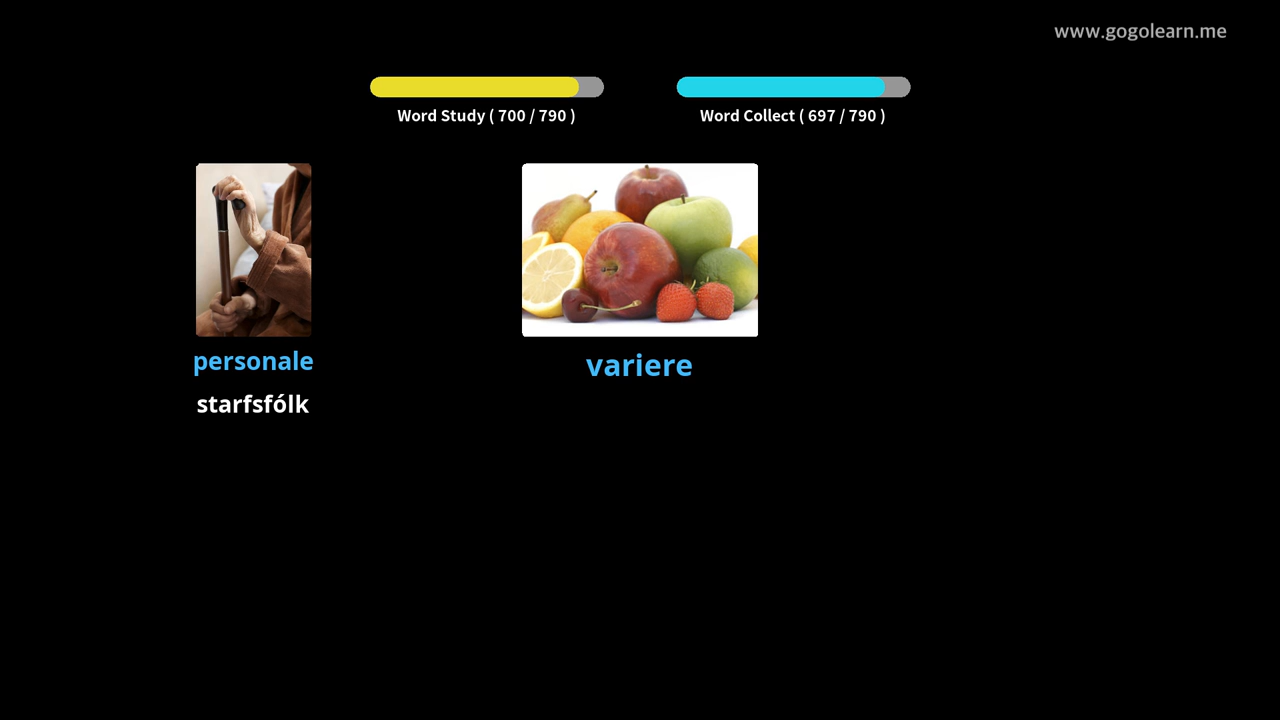 www.gogolearn.me
Word Study ( 700 / 790 )
Word Collect ( 697 / 790 )
personale
starfsfólk
variere